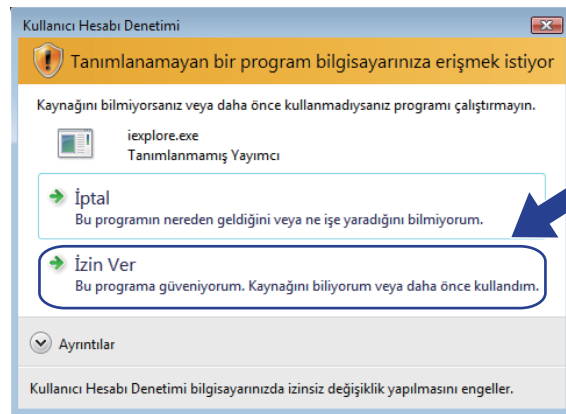 Kullanıcı Hesabı Denetimi
Tanımlanamayan bir program bilgisayarınıza erişmek istiyor
Kaynağını bilmiyorsanız veya daha önce kullanmadıysanız programı çalıştırmayın.
iexplore.exe
Tanımlanmamış Yayımcı
İptal
Bu programın nereden geldiğini veya ne işe yaradığını bilmiyorum.
İzin Ver
Bu programa güveniyorum. Kaynağını biliyorum veya daha önce kullandım.
Ayrıntılar
Kullanıcı Hesabı Denetimi bilgisayarınızda izinsiz değişiklik yapılmasını engeller.